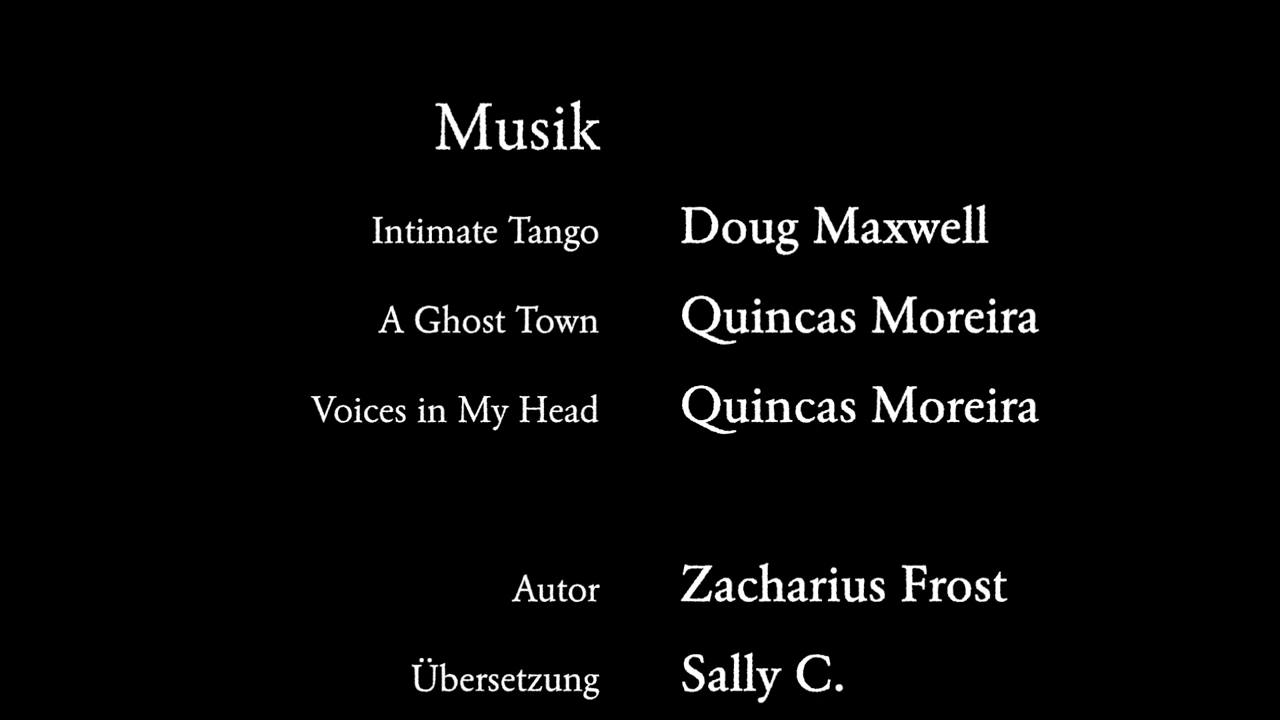 Musik
Intimate Tango Doug Maxwell
A Ghost Town Quincas Moreira
Voices in My Head Quincas Moreira
Autor Zacharius Frost
Übersetzung Sally C.